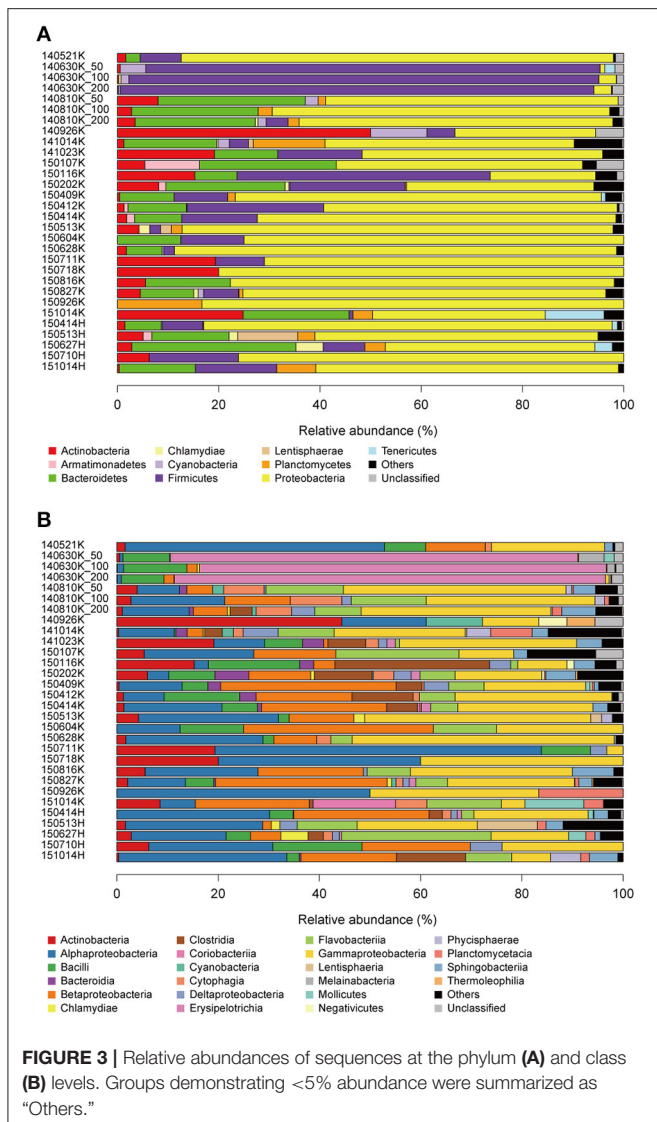 A
140521K
140630K_50
140630K_100
140630K_200
140810K_50
140810K_100
140810K_200
140926K
141014K
141023K
150107K
150116K
150202K
150409K
150412K
150414K
150513K
150604K
150628K
150711K
150718K
150816K
150827K
150926K
151014K
150414H
150513H
150627H
150710H
151014H
0 20 40 60 80 100
Relative abundance (%)
Actinobacteria Chlamydiae Lentisphaerae Tenericutes
Armatimonadetes Cyanobacteria Planctomycetes Others
Bacteroidetes Firmicutes Proteobacteria Unclassified
B
140521K
140630K_50
140630K_100
140630K_200
140810K_50
140810K_100
140810K_200
140926K
141014K
141023K
150107K
150116K
150202K
150409K
150412K
150414K
150513K
150604K
150628K
150711K
150718K
150816K
150827K
150926K
151014K
150414H
150513H
150627H
150710H
151014H
0 20 40 60 80 100
Relative abundance (%)
Actinobacteria Clostridia Flavobacteriia Phycisphaerae
Alphaproteobacteria Coriobacteriia Gammaproteobacteria Planctomycetacia
Bacilli Cyanobacteria Lentisphaeria Sphingobacteriia
Bacteroidia Cytophagia Melainabacteria Thermoleophilia
Betaproteobacteria Deltaproteobacteria Mollicutes Others
Chlamydiae Erysipelotrichia Negativicutes Unclassified
FIGURE 3 | Relative abundances of sequences at the phylum (A) and class
(B) levels. Groups demonstrating <5% abundance were summarized as
“Others.”